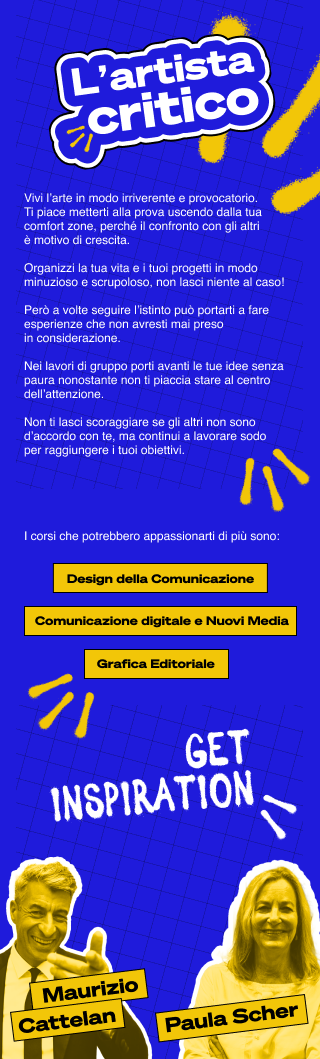 L'artista
critico
Vivi l'arte in modo irriverente e provocatorio.
Ti piace metterti alla prova uscendo dalla tua
comfort zone, perché il confronto con gli altri
è motivo di crescita.
Organizzi la tua vita e i tuoi progetti in modo
minuzioso e scrupoloso, non lasci niente al caso!
Però a volte seguire l'istinto può portarti a fare
esperienze che non avresti mai preso
in considerazione.
Nei lavori di gruppo porti avanti le tue idee senza
paura nonostante non ti piaccia stare al centro
dell'attenzione.
Non ti lasci scoraggiare se gli altri non sono
d'accordo con te, ma continui a lavorare sodo
per raggiungere i tuoi obiettivi.
I corsi che potrebbero appassionarti di più sono:
Design della Comunicazione
Comunicazione digitale e Nuovi Media
Grafica Editoriale
GET
INSPIRATION
Maurizio
Cattelan
Paula Scher